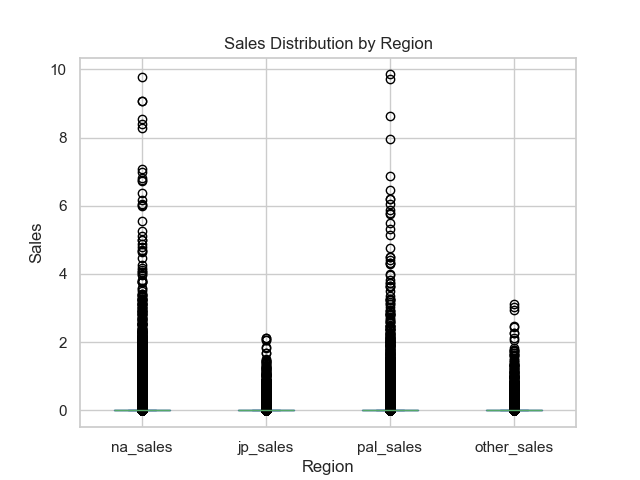 Sales Distribution by Region
Sales
10
8
6
4
2
0
na_sales jp_sales pal_sales other_sales
Region